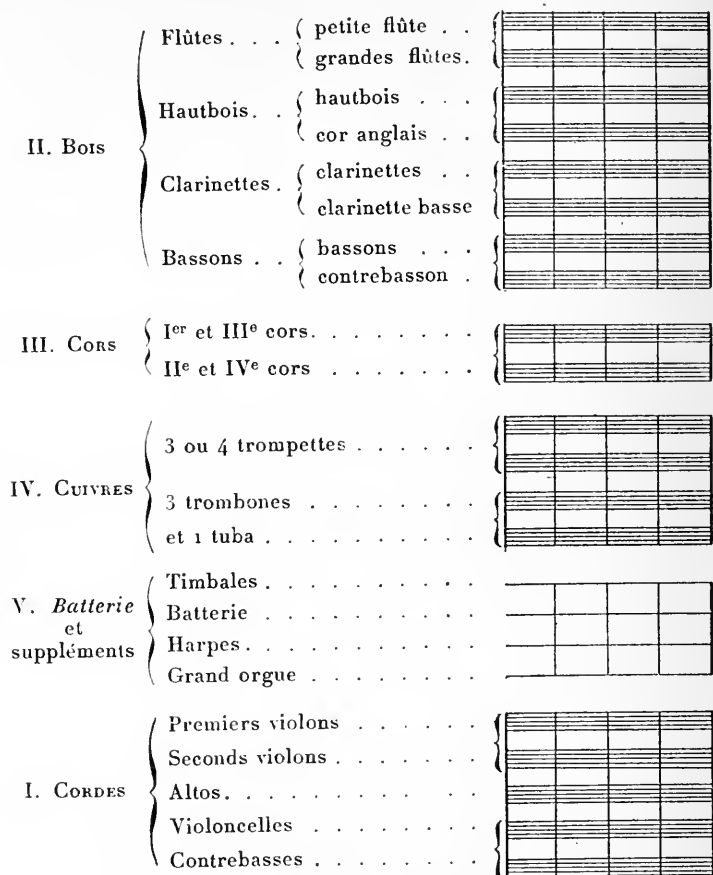 II. Bois
Flûtes . . .
petite flûte . .
grandes flûtes.
Hautbois. .
hautbois . . .
cor anglais . .
Clarinettes .
clarinettes . .
clarinette basse
Bassons . .
bassons . . .
contrebasson .
III. Cors
Ier et IIIe cors. . . . . . .
IIe et IVe cors . . . . . .
IV. Cuivres
3 ou 4 trompettes . . . . . .
3 trombones . . . . . . .
et 1 tuba . . . . . . . . .
V. Batterie
et
suppléments
Timbales . . . . . . . . . .
Batterie . . . . . . . . .
Harpes . . . . . . . . . .
Grand orgue . . . . . . .
I. Cordes
Premiers violons . . . . . .
Seconds violons . . . . . . .
Altos. . . . . . . . . .
Violoncelles . . . . . . .
Contrebasses . . . . . . .